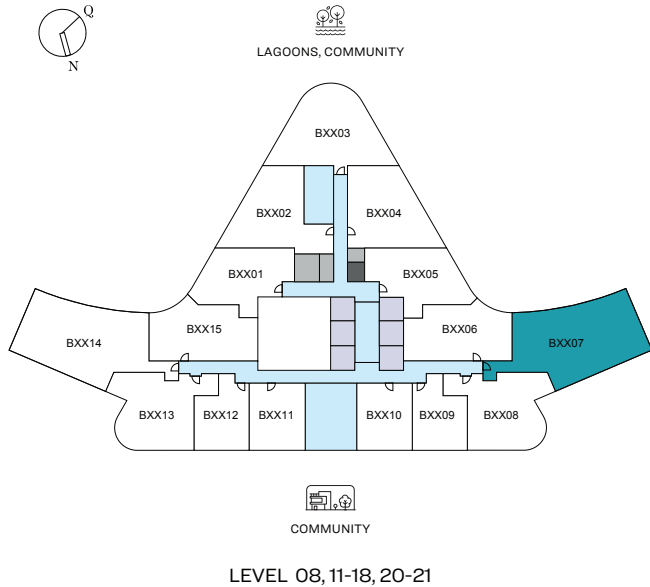 Q
N
LAGOONS, COMMUNITY
BXX03
BXX02
BXX04
BXX01
BXX05
BXX15
BXX06
BXX14
BXX07
BXX13
BXX12
BXX11
BXX10
BXX09
BXX08
COMMUNITY
LEVEL 08, 11-18, 20-21